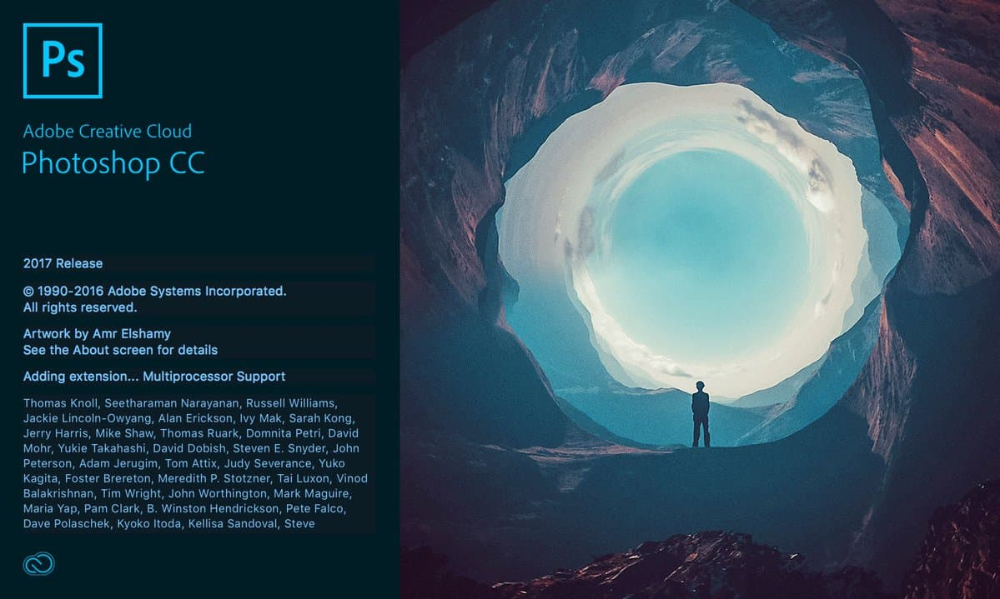 Ps
Adobe Creative Cloud
Photoshop CC
2017 Release
© 1990-2016 Adobe Systems Incorporated.
All rights reserved.
Artwork by Amr Elshamy
See the About screen for details
Adding extension... Multiprocessor Support
Thomas Knoll, Seetharaman Narayanan, Russell Williams,
Jackie Lincoln-Owyang, Alan Erickson, Ivy Mak, Sarah Kong,
Jerry Harris, Mike Shaw, Thomas Ruark, Domnita Petri, David
Mohr, Yukie Takahashi, David Dobish, Steven E. Snyder, John
Peterson, Adam Jerugim, Tom Attix, Judy Severance, Yuko
Kagita, Foster Brereton, Meredith P. Stotzner, Tai Luxon, Vinod
Balakrishnan, Tim Wright, John Worthington, Mark Maguire,
Maria Yap, Pam Clark, B. Winston Hendrickson, Pete Falco,
Dave Polaschek, Kyoko Itoda, Kellisa Sandoval, Steve